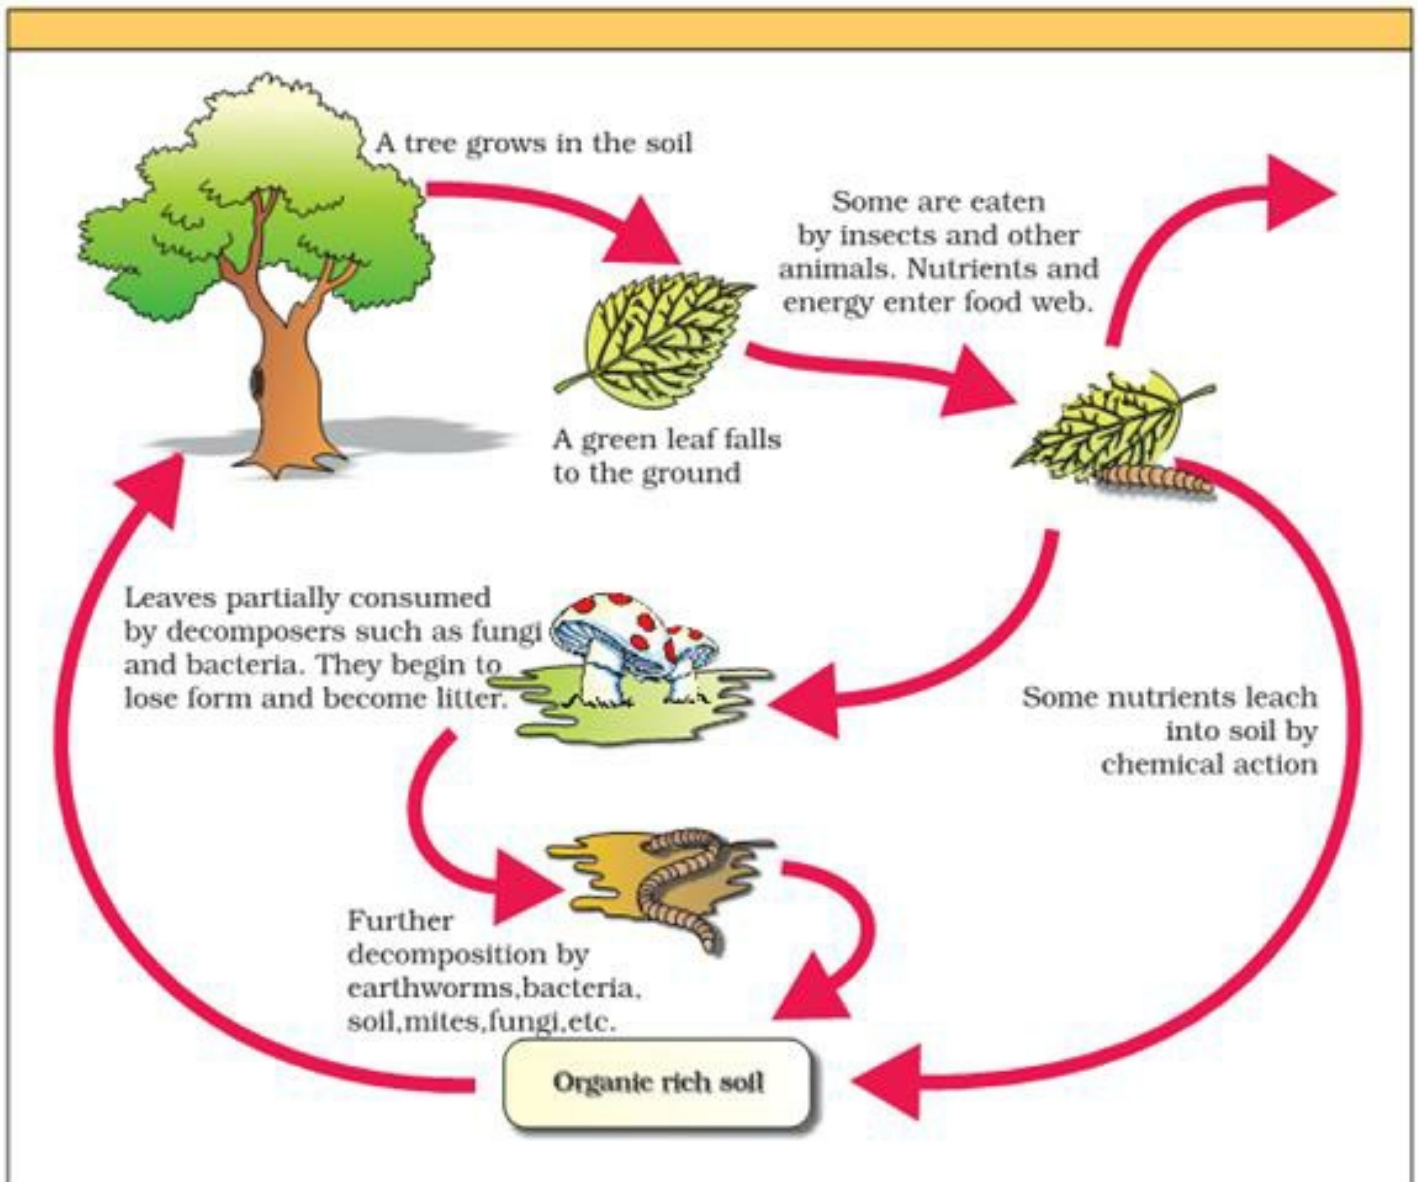 A tree grows in the soil
Some are eaten
by insects and other
animals. Nutrients and
energy enter food web.
A green leaf falls
to the ground
Leaves partially consumed
by decomposers such as fungi
and bacteria. They begin to
lose form and become litter.
Some nutrients leach
into soil by
chemical action
Further
decomposition by
earthworms,bacteria,
soil,mites,fungi,etc.
Organic rich soil